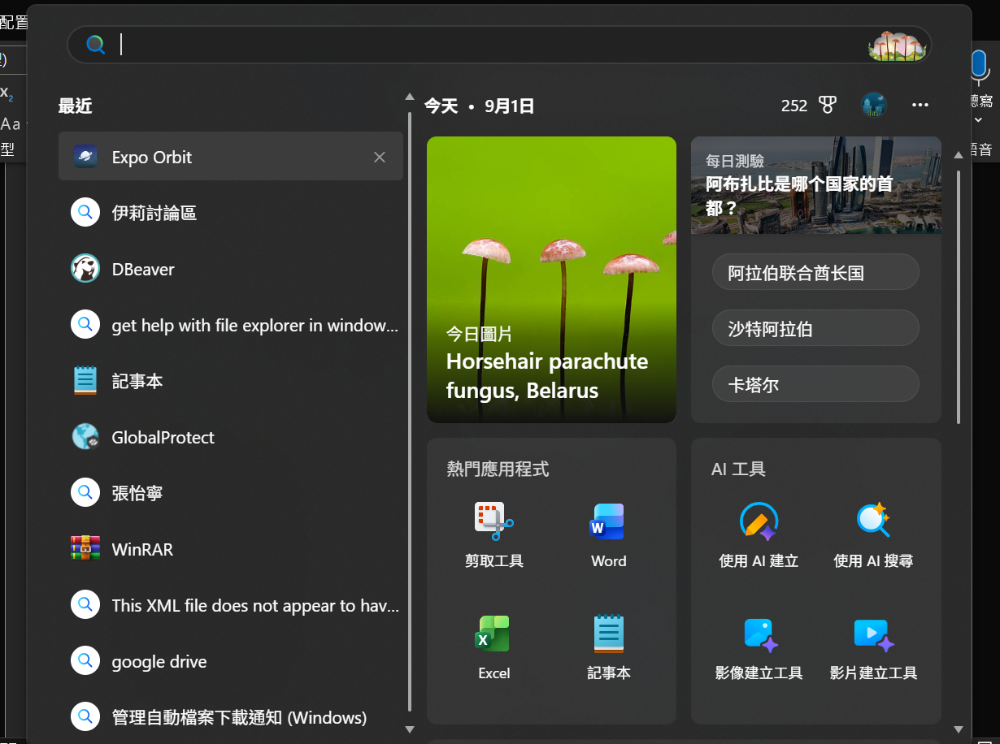 配置
型)
X₂
Aa
型
最近
Expo Orbit
伊莉討論區
DBeaver
get help with file explorer in window...
記事本
GlobalProtect
張怡寧
WinRAR
This XML file does not appear to hav...
google drive
管理自動檔案下載通知 (Windows)
今天 • 9月1日
252
今日圖片
Horsehair parachute
fungus, Belarus
每日測驗
阿布扎比是哪个国家的首
都？
阿拉伯联合酋长国
沙特阿拉伯
卡塔尔
熱門應用程式
剪取工具
Word
Excel
記事本
AI 工具
使用 AI 建立
使用 AI 搜尋
影像建立工具
影片建立工具
聽寫
語音